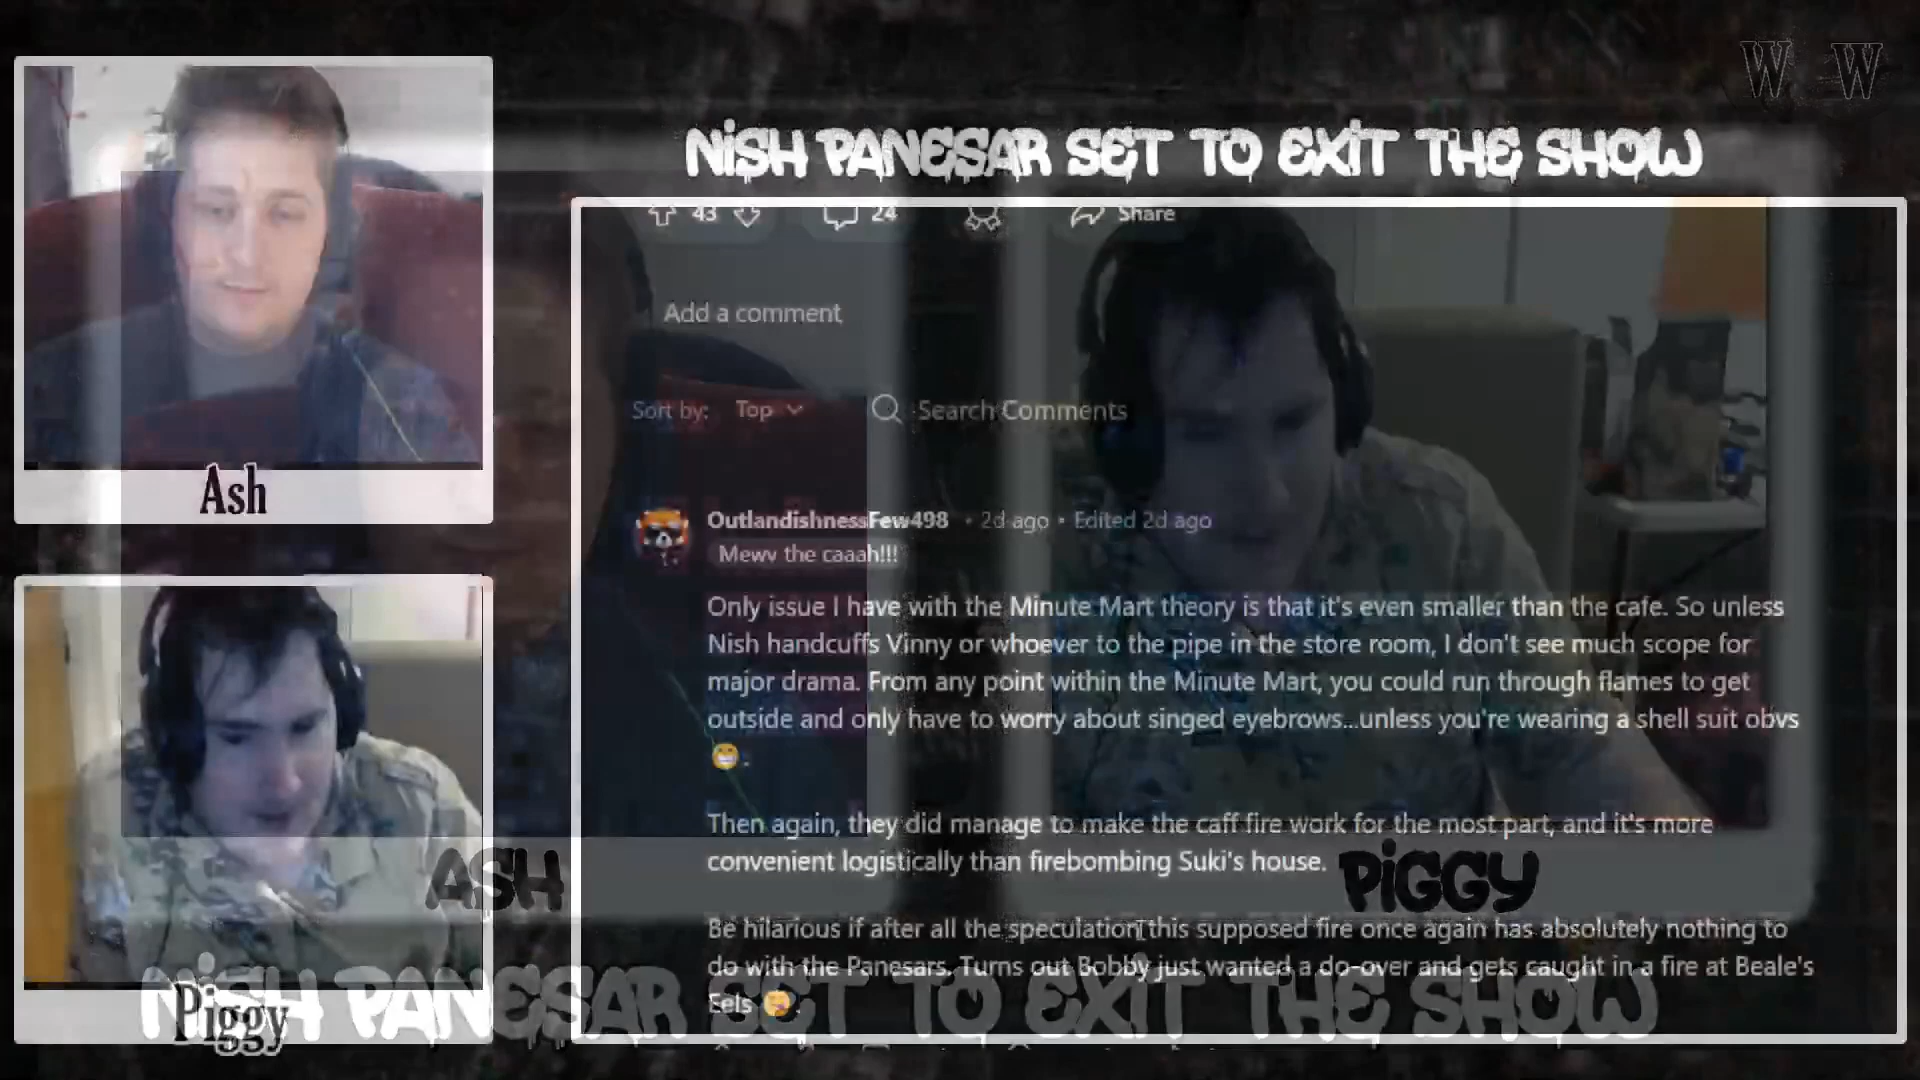 W W
NISH PANESAR SET TO EXIT THE SHOW
43 24 Share
Add a comment
Sort by: Top Search Comments
Ash
OutlandishnessFew498 • 2d ago • Edited 2d ago
Mewv the caaah!!!
Only issue I have with the Minute Mart theory is that it's even smaller than the cafe. So unless
Nish handcuffs Vinny or whoever to the pipe in the store room, I don't see much scope for
major drama. From any point within the Minute Mart, you could run through flames to get
outside and only have to worry about singed eyebrows...unless you're wearing a shell suit obvs
😁.
Then again, they did manage to make the caff fire work for the most part, and it's more
convenient logistically than firebombing Suki's house.
ASH
PIGGY
Be hilarious if after all the speculation this supposed fire once again has absolutely nothing to
do with the Panesars. Turns out Bobby just wanted a do-over and gets caught in a fire at Beale's
Eels 😜.
Piggy
NISH PANESAR SET TO EXIT THE SHOW